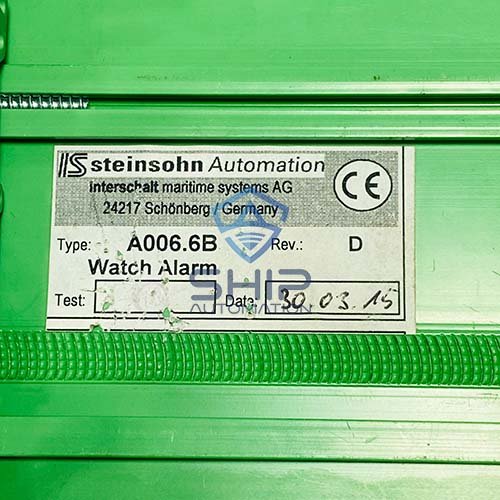 IS steinsohn Automation
interschalt maritime systems AG
24217 Schönberg / Germany
CE
Type: A006.6B Rev.: D
Watch Alarm
Test: Date: 30.03.15
SHIP
AUTOMATION